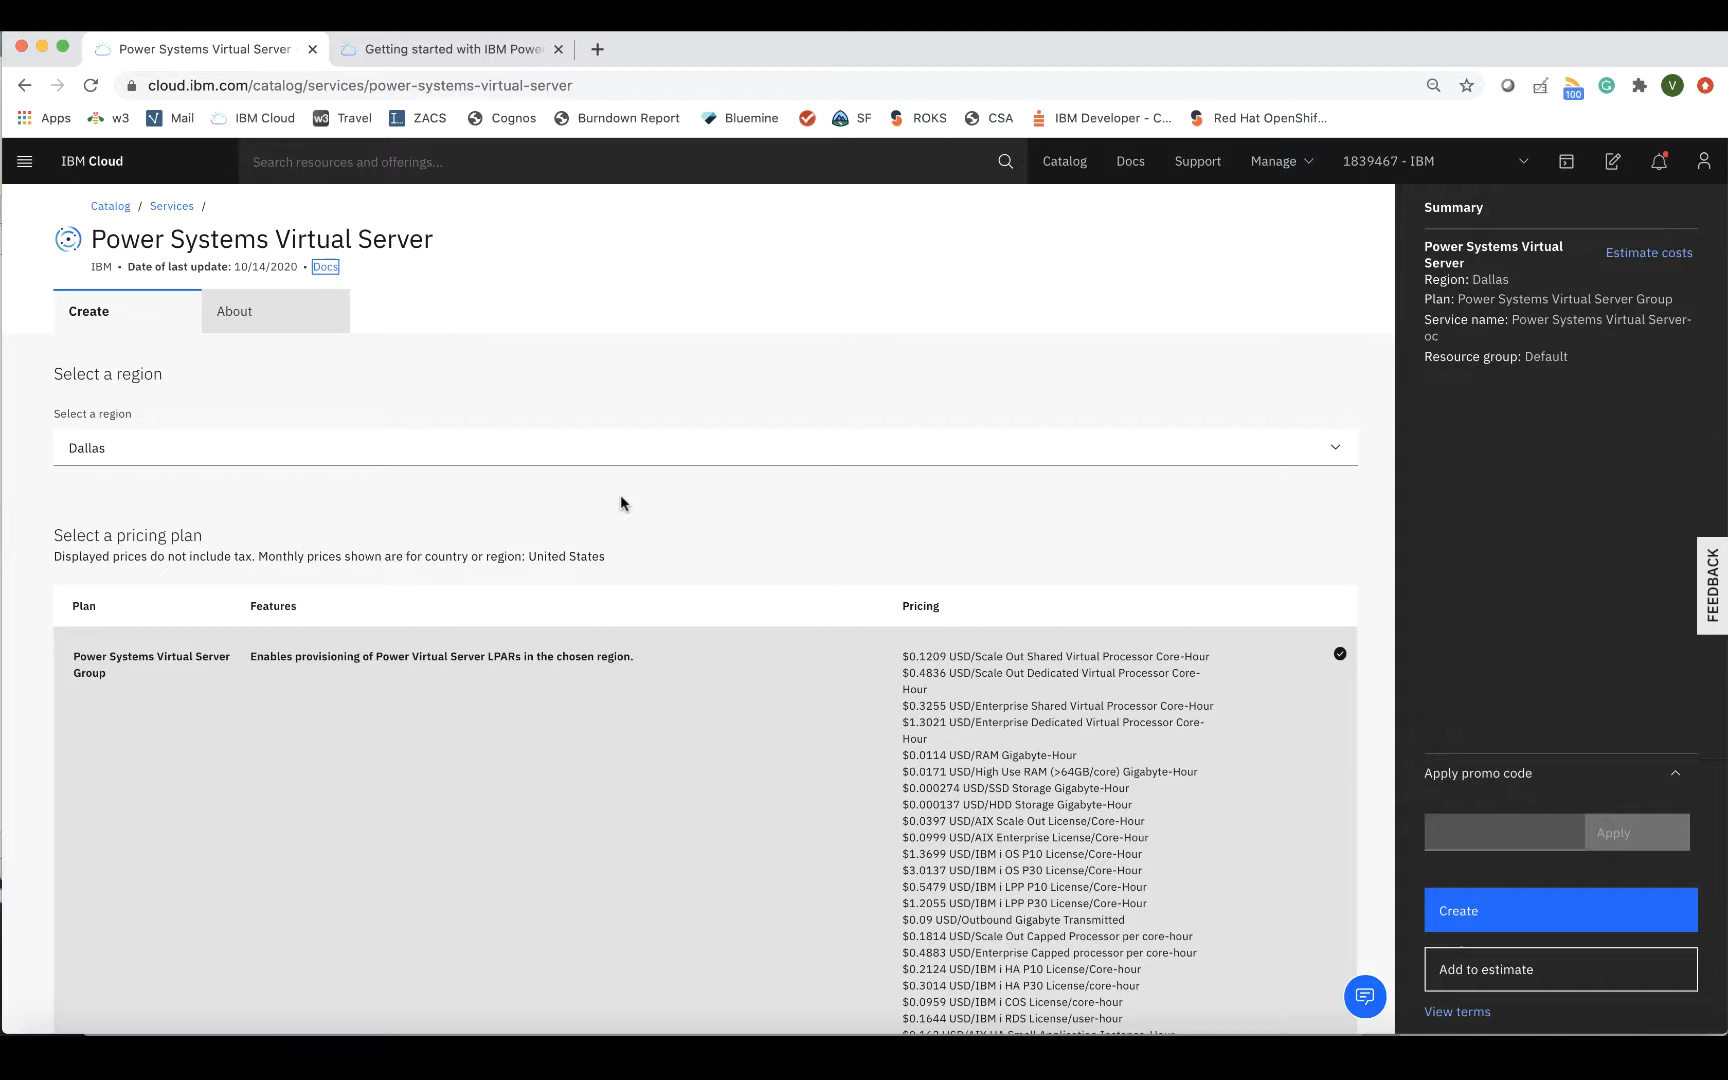 Power Systems Virtual Server
Getting started with IBM Powe
cloud.ibm.com/catalog/services/power-systems-virtual-server
100
V
Apps
w3
Mail
IBM Cloud
w3
Travel
ZACS
Cognos
Burndown Report
Bluemine
SF
ROKS
CSA
IBM Developer - C...
Red Hat OpenShif...
IBM Cloud
Search resources and offerings...
Catalog
Docs
Support
Manage
1839467 - IBM
Catalog / Services /
Power Systems Virtual Server
IBM • Date of last update: 10/14/2020 • Docs
Create
About
Select a region
Select a region
Dallas
Select a pricing plan
Displayed prices do not include tax. Monthly prices shown are for country or region: United States
Plan
Features
Pricing
Power Systems Virtual Server
Group
Enables provisioning of Power Virtual Server LPARs in the chosen region.
$0.1209 USD/Scale Out Shared Virtual Processor Core-Hour
$0.4836 USD/Scale Out Dedicated Virtual Processor Core-
Hour
$0.3255 USD/Enterprise Shared Virtual Processor Core-Hour
$1.3021 USD/Enterprise Dedicated Virtual Processor Core-
Hour
$0.0114 USD/RAM Gigabyte-Hour
$0.0171 USD/High Use RAM (>64GB/core) Gigabyte-Hour
$0.000274 USD/SSD Storage Gigabyte-Hour
$0.000137 USD/HDD Storage Gigabyte-Hour
$0.0397 USD/AIX Scale Out License/Core-Hour
$0.0999 USD/AIX Enterprise License/Core-Hour
$1.3699 USD/IBM i OS P10 License/Core-Hour
$3.0137 USD/IBM i OS P30 License/Core-Hour
$0.5479 USD/IBM i LPP P10 License/Core-Hour
$1.2055 USD/IBM i LPP P30 License/Core-Hour
$0.09 USD/Outbound Gigabyte Transmitted
$0.1814 USD/Scale Out Capped Processor per core-hour
$0.4883 USD/Enterprise Capped processor per core-hour
$0.2124 USD/IBM i HA P10 License/Core-hour
$0.3014 USD/IBM i HA P30 License/core-hour
$0.0959 USD/IBM i COS License/core-hour
$0.1644 USD/IBM i RDS License/user-hour
Summary
Power Systems Virtual
Server
Estimate costs
Region: Dallas
Plan: Power Systems Virtual Server Group
Service name: Power Systems Virtual Server-
oc
Resource group: Default
FEEDBACK
Apply promo code
Apply
Create
Add to estimate
View terms